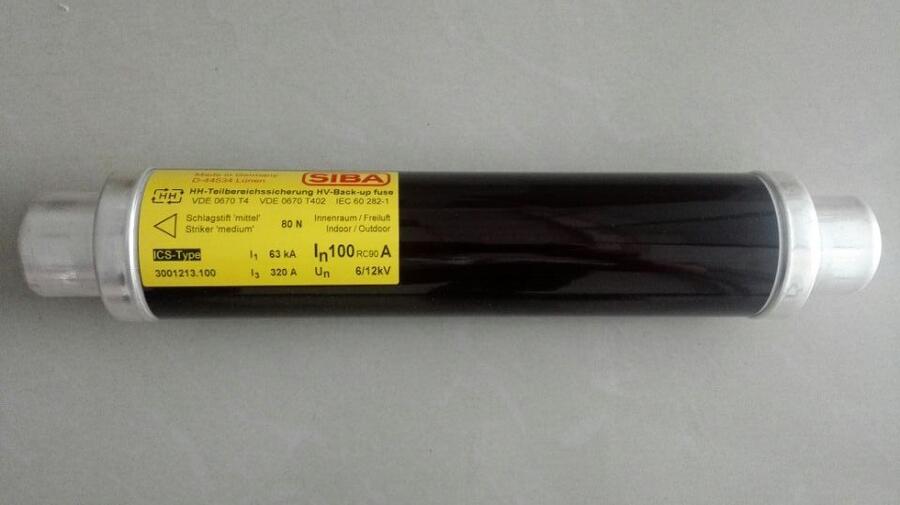 Made in Germany
D-44534 Lünen
SIBA
HH
HH-Teilbereichssicherung HV-Back-up fuse
VDE 0670 T4 VDE 0670 T402 IEC 60 282-1
Schlagstift 'mittel'
Striker 'medium'
80 N
Innenraum / Freiluft
Indoor / Outdoor
ICS-Type I1 63 kA In100 RC90 A
3001213.100 I3 320 A Un 6/12kV